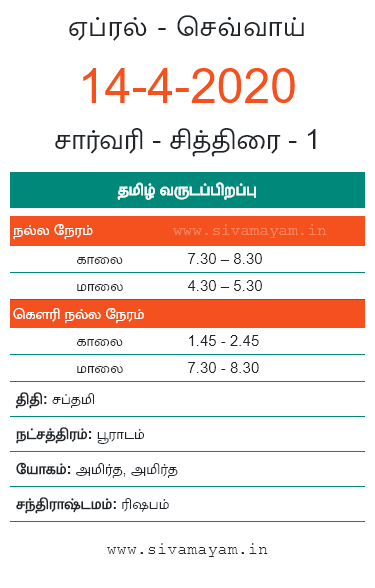 ஏப்ரல் - செவ்வாய்
14-4-2020
சார்வரி - சித்திரை - 1
தமிழ் வருடப்பிறப்பு
நல்ல நேரம் www.sivamayam.in
காலை 7.30 – 8.30
மாலை 4.30 – 5.30
கௌரி நல்ல நேரம்
காலை 1.45 - 2.45
மாலை 7.30 - 8.30
திதி: சப்தமி
நட்சத்திரம்: பூராடம்
யோகம்: அமிர்த, அமிர்த
சந்திராஷ்டமம்: ரிஷபம்
www.sivamayam.in